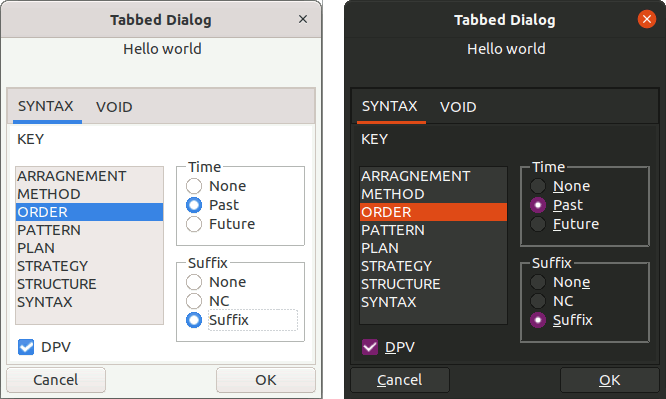 Tabbed Dialog
Hello world
SYNTAX VOID
KEY
ARRAGNEMENT
METHOD
ORDER
PATTERN
PLAN
STRATEGY
STRUCTURE
SYNTAX
Time
None
Past
Future
Suffix
None
NC
Suffix
DPV
Cancel OK
Tabbed Dialog
Hello world
SYNTAX VOID
KEY
ARRAGNEMENT
METHOD
ORDER
PATTERN
PLAN
STRATEGY
STRUCTURE
SYNTAX
Time
None
Past
Future
Suffix
None
NC
Suffix
DPV
Cancel OK